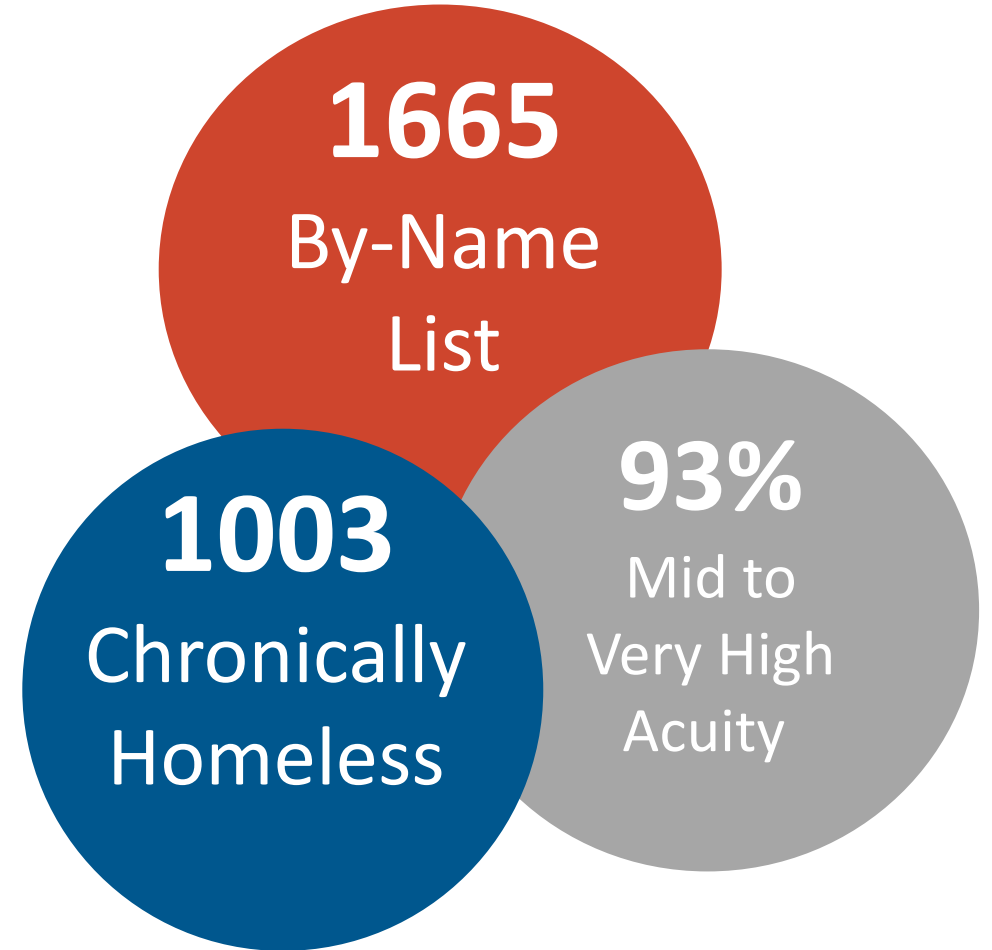 1665
By-Name
List
1003
Chronically
Homeless
93%
Mid to
Very High
Acuity